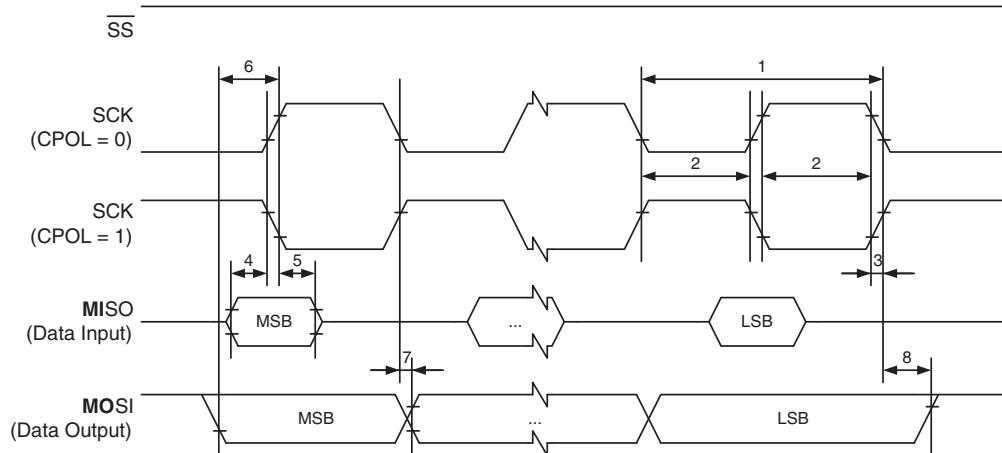 SS
6
1
SCK
(CPOL = 0)
2
2
SCK
(CPOL = 1)
4
5
3
MISO
(Data Input)
MSB
...
LSB
7
8
MOSI
(Data Output)
MSB
...
LSB